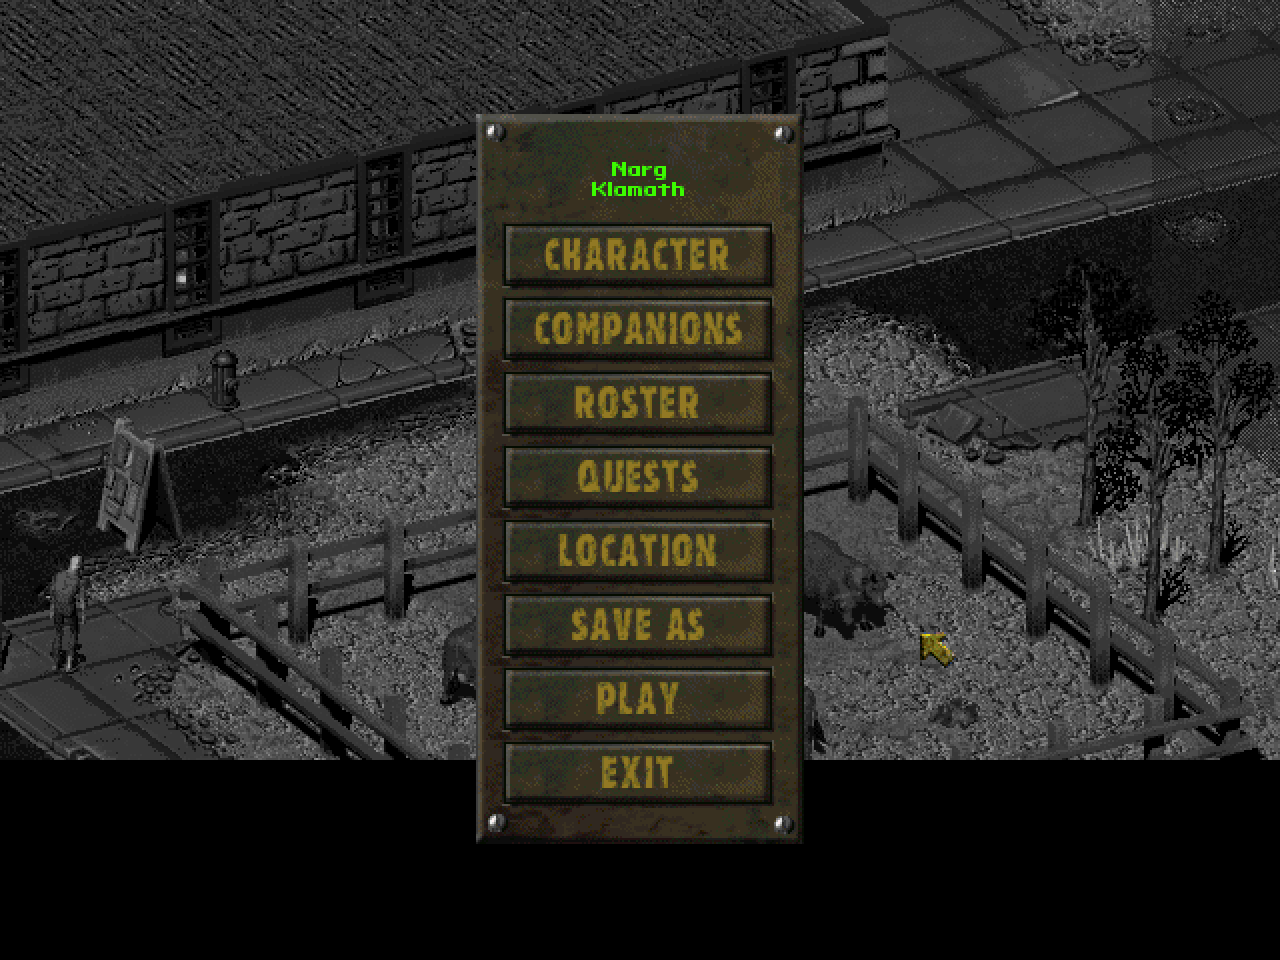 Narg
Klamath
CHARACTER
COMPANIONS
ROSTER
QUESTS
LOCATION
SAVE AS
PLAY
EXIT